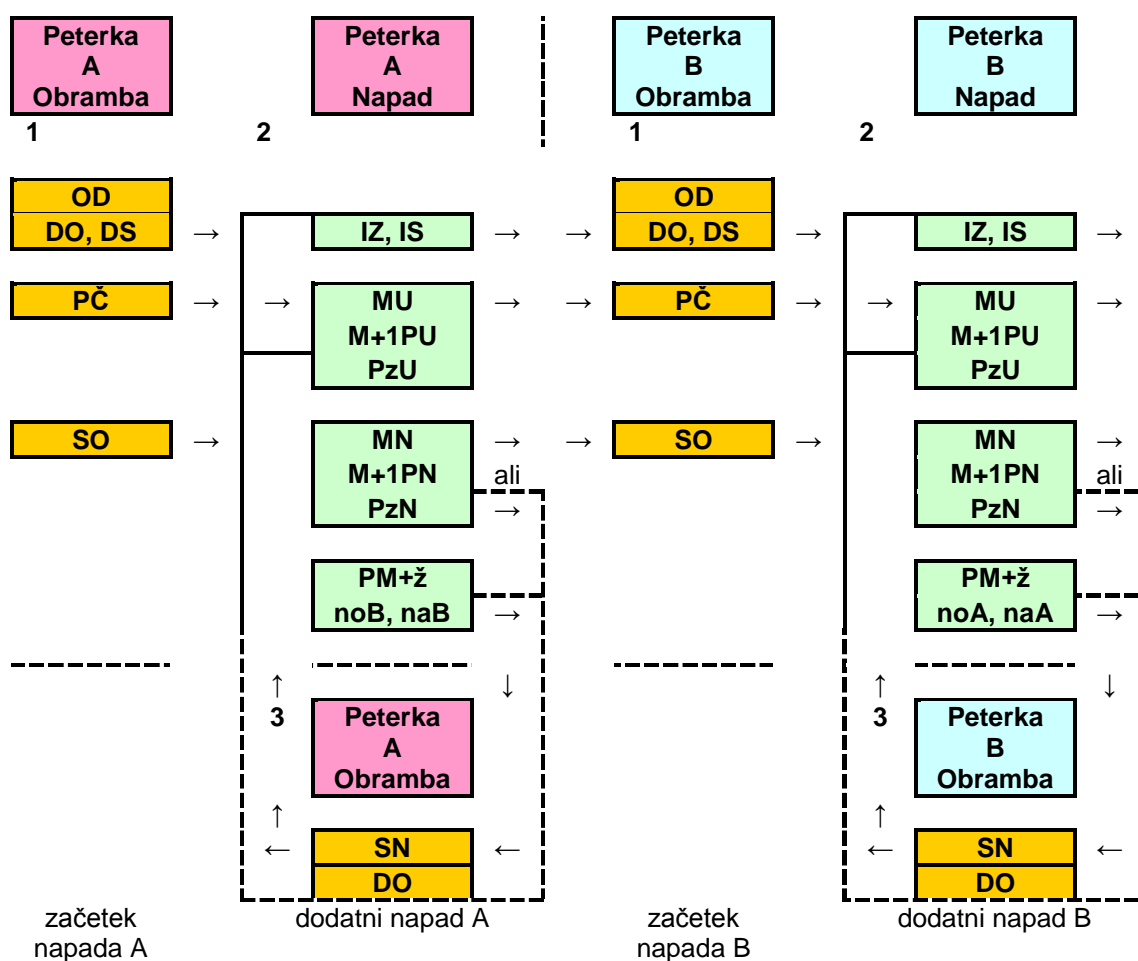 Peterka
A
Obramba
Peterka
A
Napad
Peterka
B
Obramba
Peterka
B
Napad
1
2
1
2
OD
DO, DS
→
IZ, IS
→
→
OD
DO, DS
→
IZ, IS
→
PČ
→
→
MU
M+1PU
PzU
→
→
PČ
→
→
MU
M+1PU
PzU
→
SO
→
MN
M+1PN
PzN
→
ali
→
→
SO
→
MN
M+1PN
PzN
→
ali
→
PM+ž
noB, naB
→
PM+ž
noA, naA
→
↑
3
Peterka
A
Obramba
↓
↑
3
Peterka
B
Obramba
↓
↑
←
SN
DO
←
↑
←
SN
DO
←
začetek
napada A
dodatni napad A
začetek
napada B
dodatni napad B